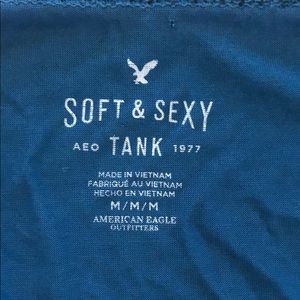 SOFT & SEXY
AEO TANK 1977
MADE IN VIETNAM
FABRIQUÉ AU VIETNAM
HECHO EN VIETNAM
M/M/M
AMERICAN EAGLE
OUTFITTERS